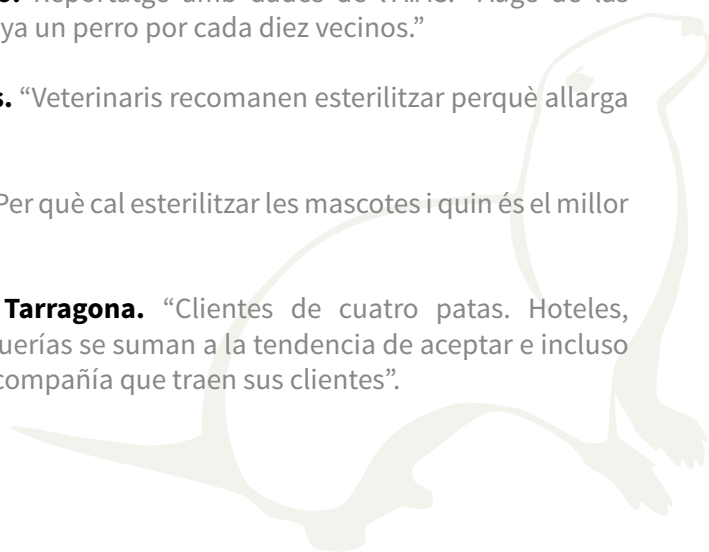 ya un perro por cada diez vecinos.”
s. “Veterinaris recomanen esterilitzar perquè allarga
Per què cal esterilitzar les mascotes i quin és el millor
Tarragona. “Clientes de cuatro patas. Hoteles,
uerías se suman a la tendencia de aceptar e incluso
compañía que traen sus clientes”.